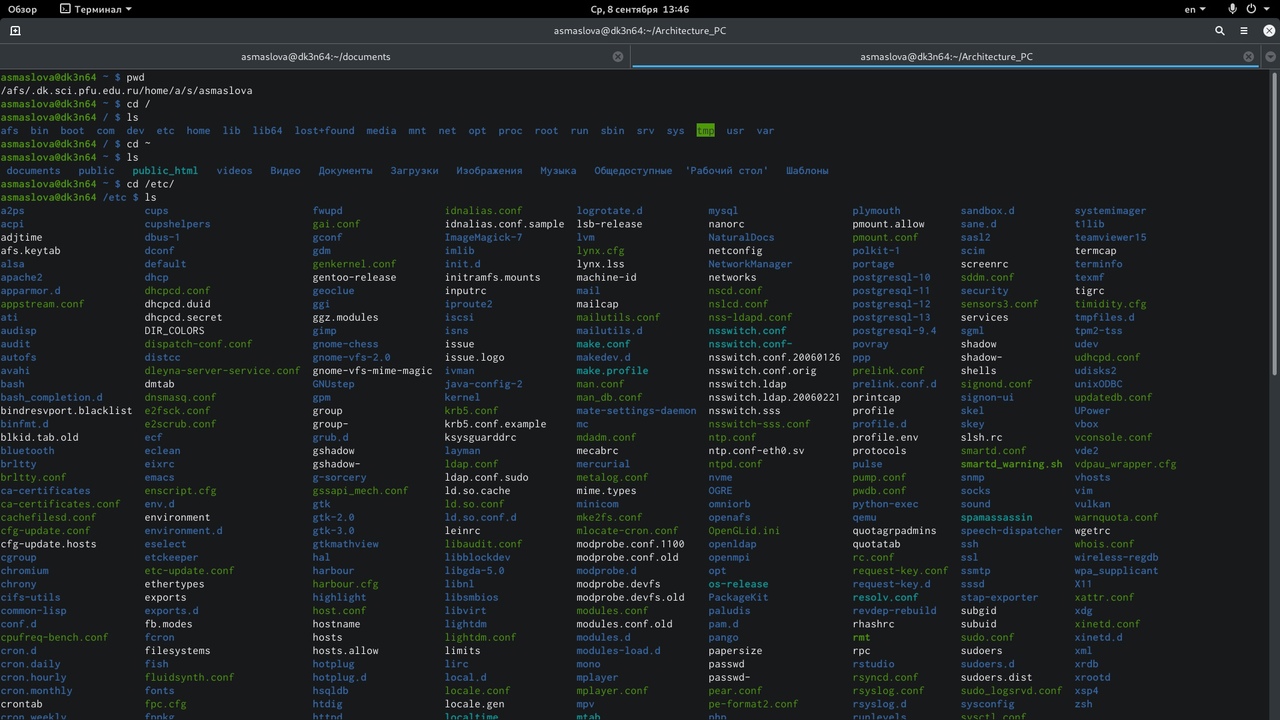 Обзор Терминал Ср, 8 сентября 13:46 en
asmaslova@dk3n64:~/Architecture_PC
asmaslova@dk3n64:~/documents asmaslova@dk3n64:~/Architecture_PC
asmaslova@dk3n64 ~ $ pwd
/afs/.dk.sci.pfu.edu.ru/home/a/s/asmaslova
asmaslova@dk3n64 ~ $ cd /
asmaslova@dk3n64 / $ ls
afs bin boot com dev etc home lib lib64 lost+found media mnt net opt proc root run sbin srv sys tmp usr var
asmaslova@dk3n64 / $ cd ~
asmaslova@dk3n64 ~ $ ls
documents public public_html videos Видео Документы Загрузки Изображения Музыка Общедоступные 'Рабочий стол' Шаблоны
asmaslova@dk3n64 ~ $ cd /etc/
asmaslova@dk3n64 /etc $ ls
a2ps cups fwupd idnalias.conf logrotate.d mysql plymouth sandbox.d systemimager
acpi cupshelpers gai.conf idnalias.conf.sample lsb-release nanorc pmount.allow sane.d t1lib
adjtime dbus-1 gconf ImageMagick-7 lvm NaturalDocs pmount.conf sasl2 teamviewer15
afs.keytab dconf gdm imlib lynx.cfg netconfig polkit-1 scim termcap
alsa default genkernel.conf init.d lynx.lss NetworkManager portage screenrc terminfo
apache2 dhcp gentoo-release initramfs.mounts machine-id networks postgresql-10 sddm.conf texmf
apparmor.d dhcpcd.conf geoclue inputrc mail nscd.conf postgresql-11 security tigrc
appstream.conf dhcpcd.duid ggi iproute2 mailcap nslcd.conf postgresql-12 sensors3.conf timidity.cfg
ati dhcpcd.secret ggz.modules iscsi mailutils.conf nss-ldapd.conf postgresql-13 services tmpfiles.d
audisp DIR_COLORS gimp isns mailutils.d nsswitch.conf postgresql-9.4 sgml tpm2-tss
audit dispatch-conf.conf gnome-chess issue make.conf nsswitch.conf~ povray shadow udev
autofs distcc gnome-vfs-2.0 issue.logo makedev.d nsswitch.conf.20060126 ppp shadow- udhcpd.conf
avahi dleyna-server-service.conf gnome-vfs-mime-magic ivman make.profile nsswitch.conf.orig prelink.conf shells udisks2
bash dmtab GNUstep java-config-2 man.conf nsswitch.ldap prelink.conf.d signond.conf unixODBC
bash_completion.d dnsmasq.conf gpm kernel man_db.conf nsswitch.ldap.20060221 printcap signon-ui updatedb.conf
bindresvport.blacklist e2fsck.conf group krb5.conf mate-settings-daemon nsswitch.sss profile skel UPower
binfmt.d e2scrub.conf group- krb5.conf.example mc nsswitch-sss.conf profile.d skey vbox
blkid.tab.old ecf grub.d ksysguarddrc mdadm.conf ntp.conf profile.env slsh.rc vconsole.conf
bluetooth eclean gshadow layman mecabrc ntp.conf-eth0.sv protocols smartd.conf vde2
brltty eixrc gshadow- ldap.conf mercurial ntpd.conf pulse smartd_warning.sh vdpau_wrapper.cfg
brltty.conf emacs g-sorcery ldap.conf.sudo metalog.conf nvme pump.conf snmp vhosts
ca-certificates enscript.cfg gssapi_mech.conf ld.so.cache mime.types OGRE pwdb.conf socks vim
ca-certificates.conf env.d gtk ld.so.conf minicom omniorb python-exec sound vulkan
cachefilesd.conf environment gtk-2.0 ld.so.conf.d mke2fs.conf openafs qemu spamassassin warnquota.conf
cfg-update.conf environment.d gtk-3.0 leinrc mlocate-cron.conf OpenGLid.ini quotagrpadmins speech-dispatcher wgetrc
cfg-update.hosts eselect gtkmathview libaudit.conf modprobe.conf.1100 openldap quotatab ssh whois.conf
cgroup etckeeper hal libblockdev modprobe.conf.old openmpi rc.conf ssl wireless-regdb
chromium etc-update.conf harbour libgda-5.0 modprobe.d opt request-key.conf ssmtp wpa_supplicant
chrony ethertypes harbour.cfg libnl modprobe.devfs os-release request-key.d sssd X11
cifs-utils exports highlight libsmbios modprobe.devfs.old PackageKit resolv.conf stap-exporter xattr.conf
common-lisp exports.d host.conf libvirt modules.conf paludis revdep-rebuild subgid xdg
conf.d fb.modes hostname lightdm modules.conf.old pam.d rhashrc subuid xinetd.conf
cpufreq-bench.conf fcron hosts lightdm.conf modules.d pango rmt sudo.conf xinetd.d
cron.d filesystems hosts.allow limits modules-load.d papersize rpc sudoers xml
cron.daily fish hotplug lirc mono passwd rstudio sudoers.d xrdb
cron.hourly fluidsynth.conf hotplug.d local.d mplayer passwd- rsyncd.conf sudoers.dist xrootd
cron.monthly fonts hsqldb locale.conf mplayer.conf pear.conf rsyslog.conf sudo_logsrvd.conf xsp4
crontab fpc.cfg htdig locale.gen mpv pe-format2.conf rsyslog.d sysconfig zsh
cron.weekly fpnkg httpd localtime mtab php runlevels sysctl.conf